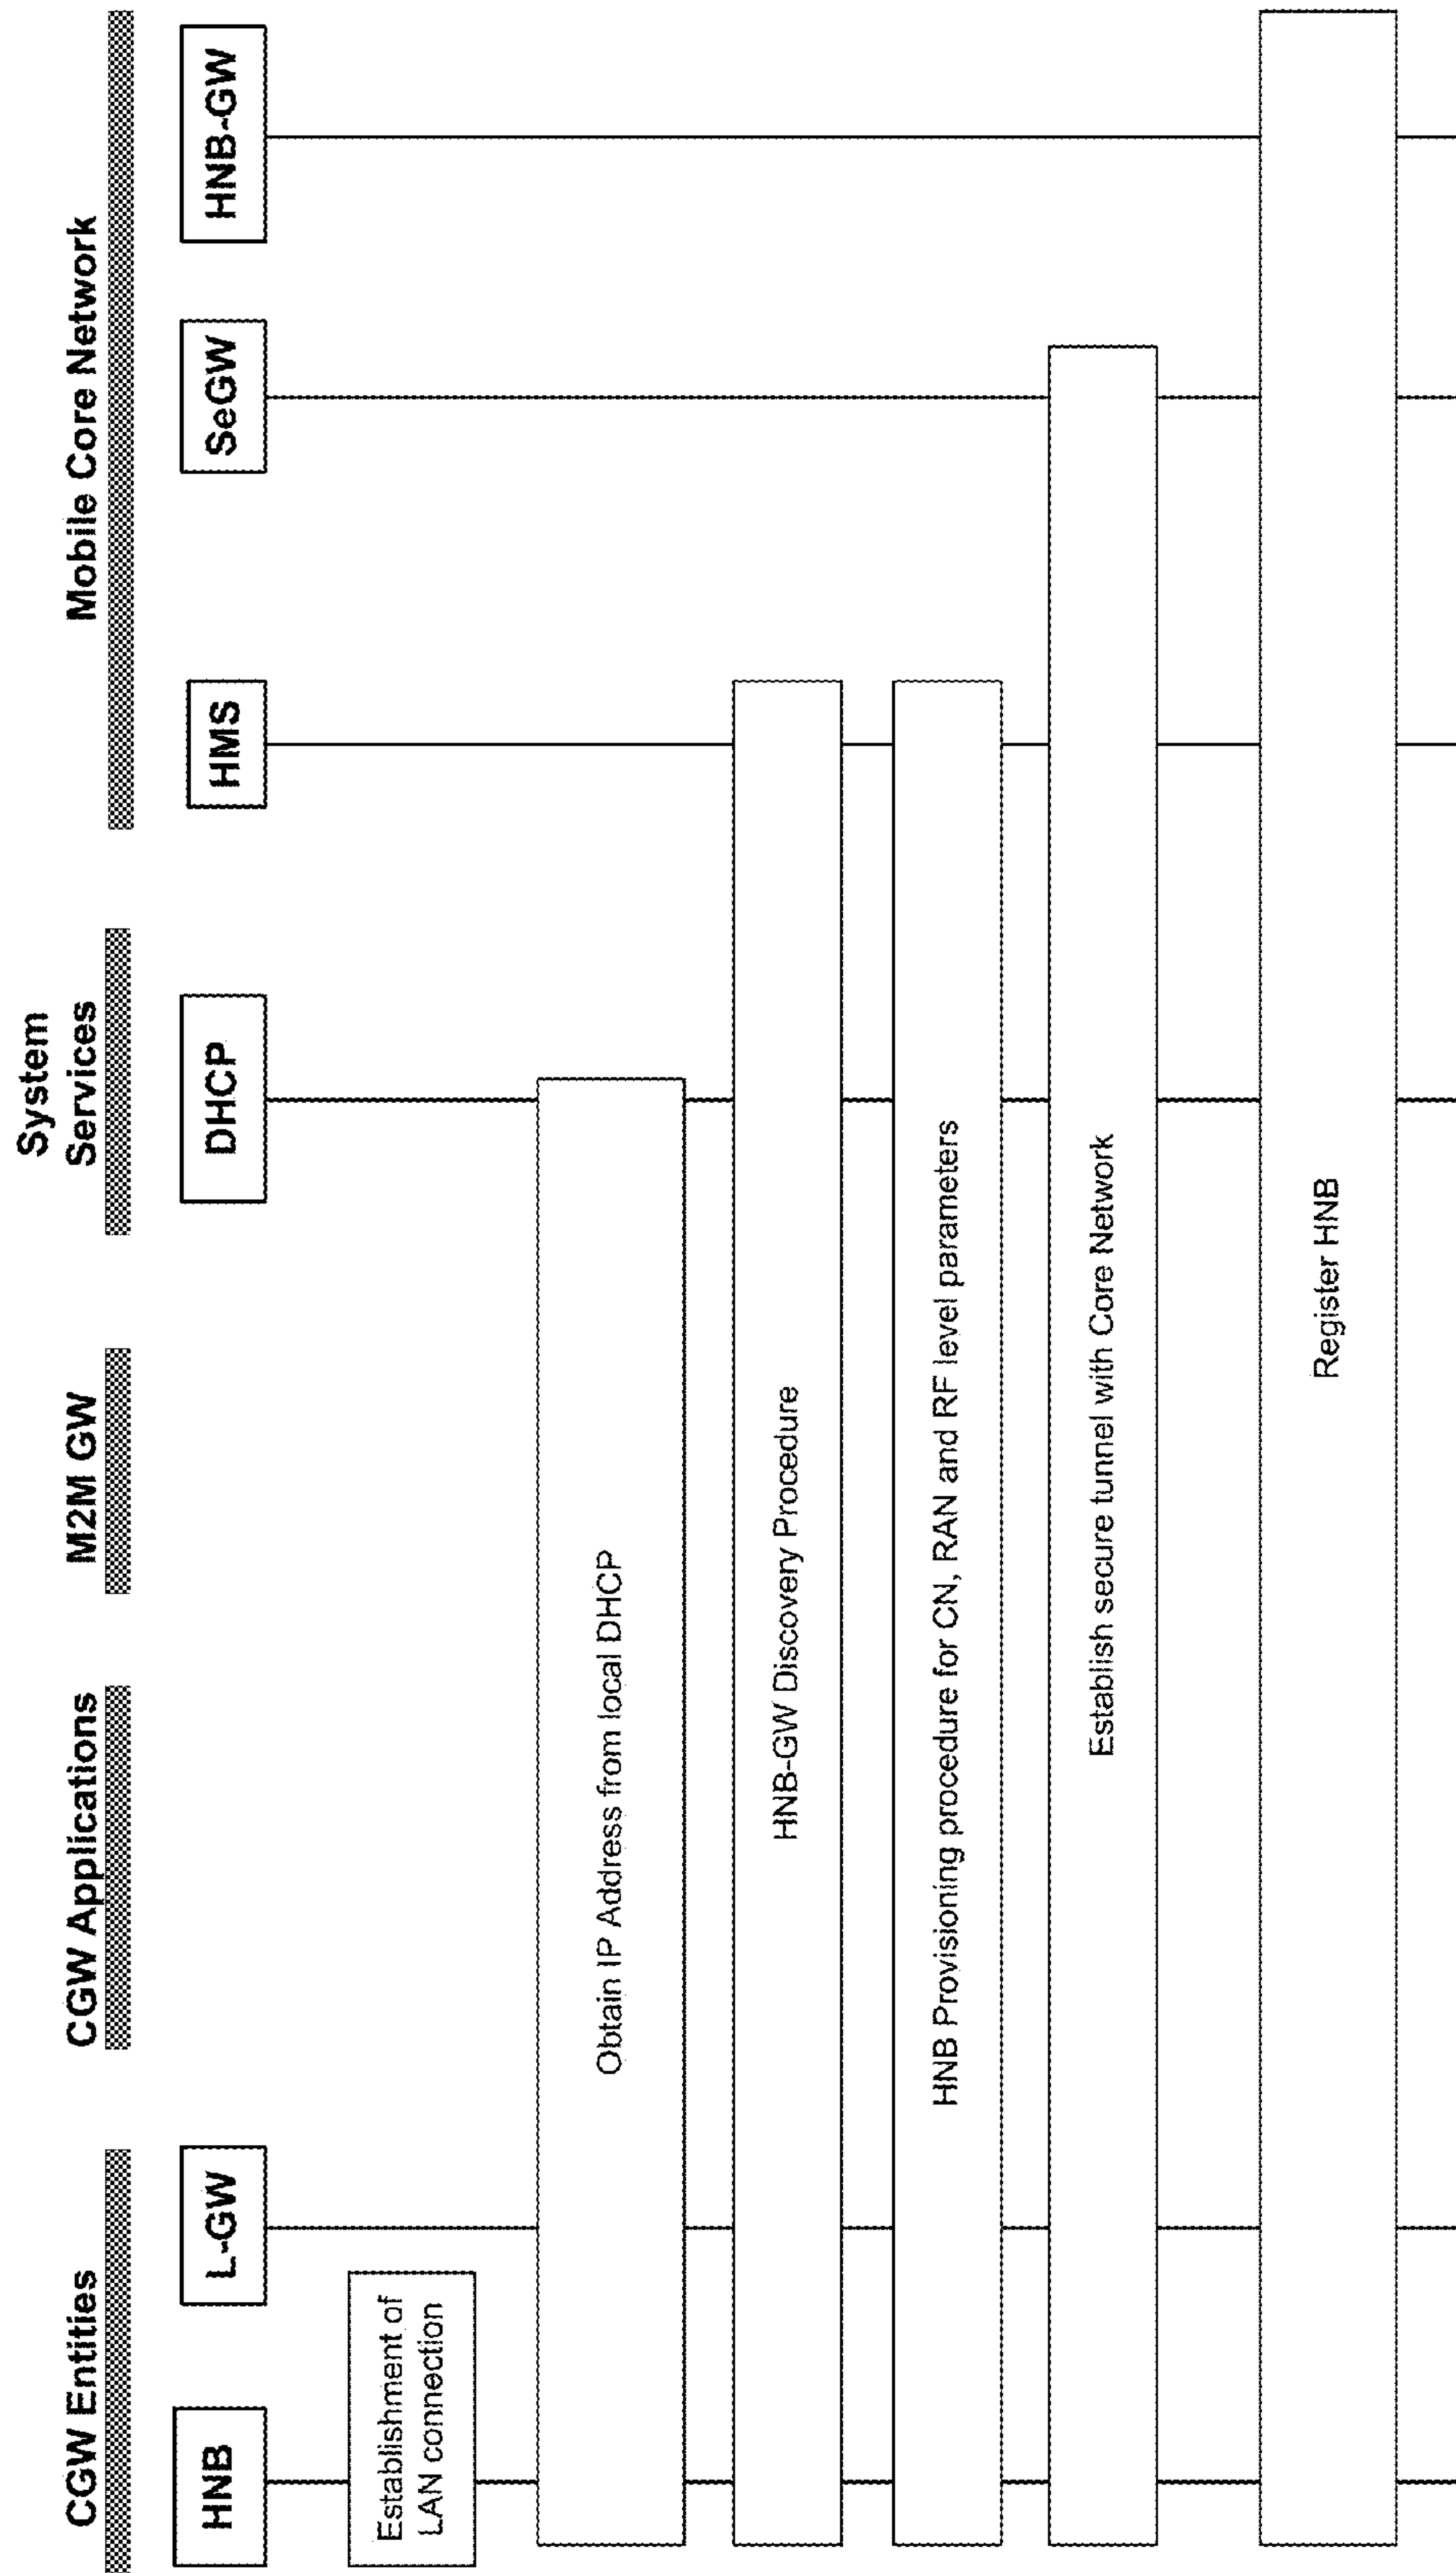 CGW Entities
CGW Applications
M2M GW
System
Services
Mobile Core Network
HNB
L-GW
DHCP
HMS
SeGW
HNB-GW
Establishment of
LAN connection
Obtain IP Address from local DHCP
HNB-GW Discovery Procedure
HNB Provisioning procedure for CN, RAN and RF level parameters
Establish secure tunnel with Core Network
Register HNB